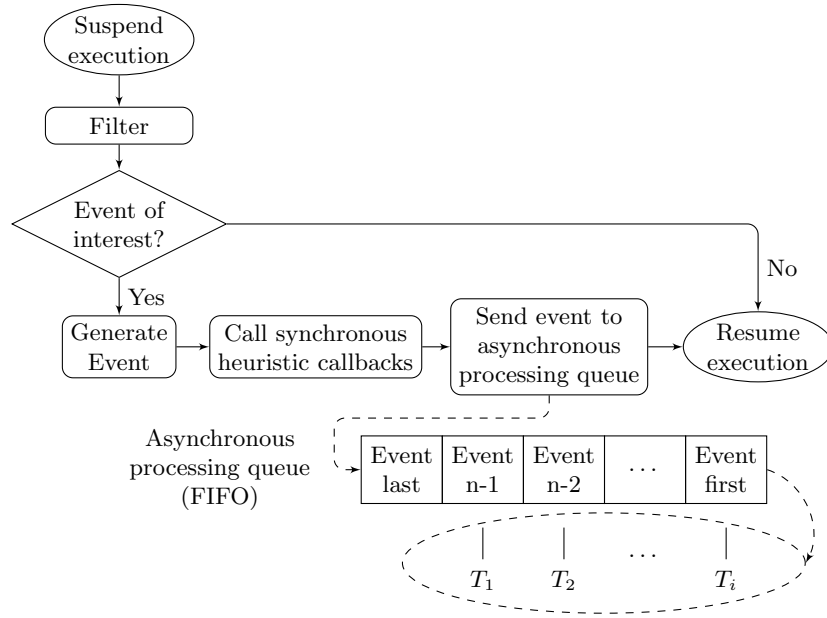 Suspend
execution
Filter
Event of
interest?
No
Yes
Generate
Event
Call synchronous
heuristic callbacks
Send event to
asynchronous
processing queue
Resume
execution
Asynchronous
processing queue
(FIFO)
Event
last
Event
n-1
Event
n-2
...
Event
first
T1
T2
...
Ti